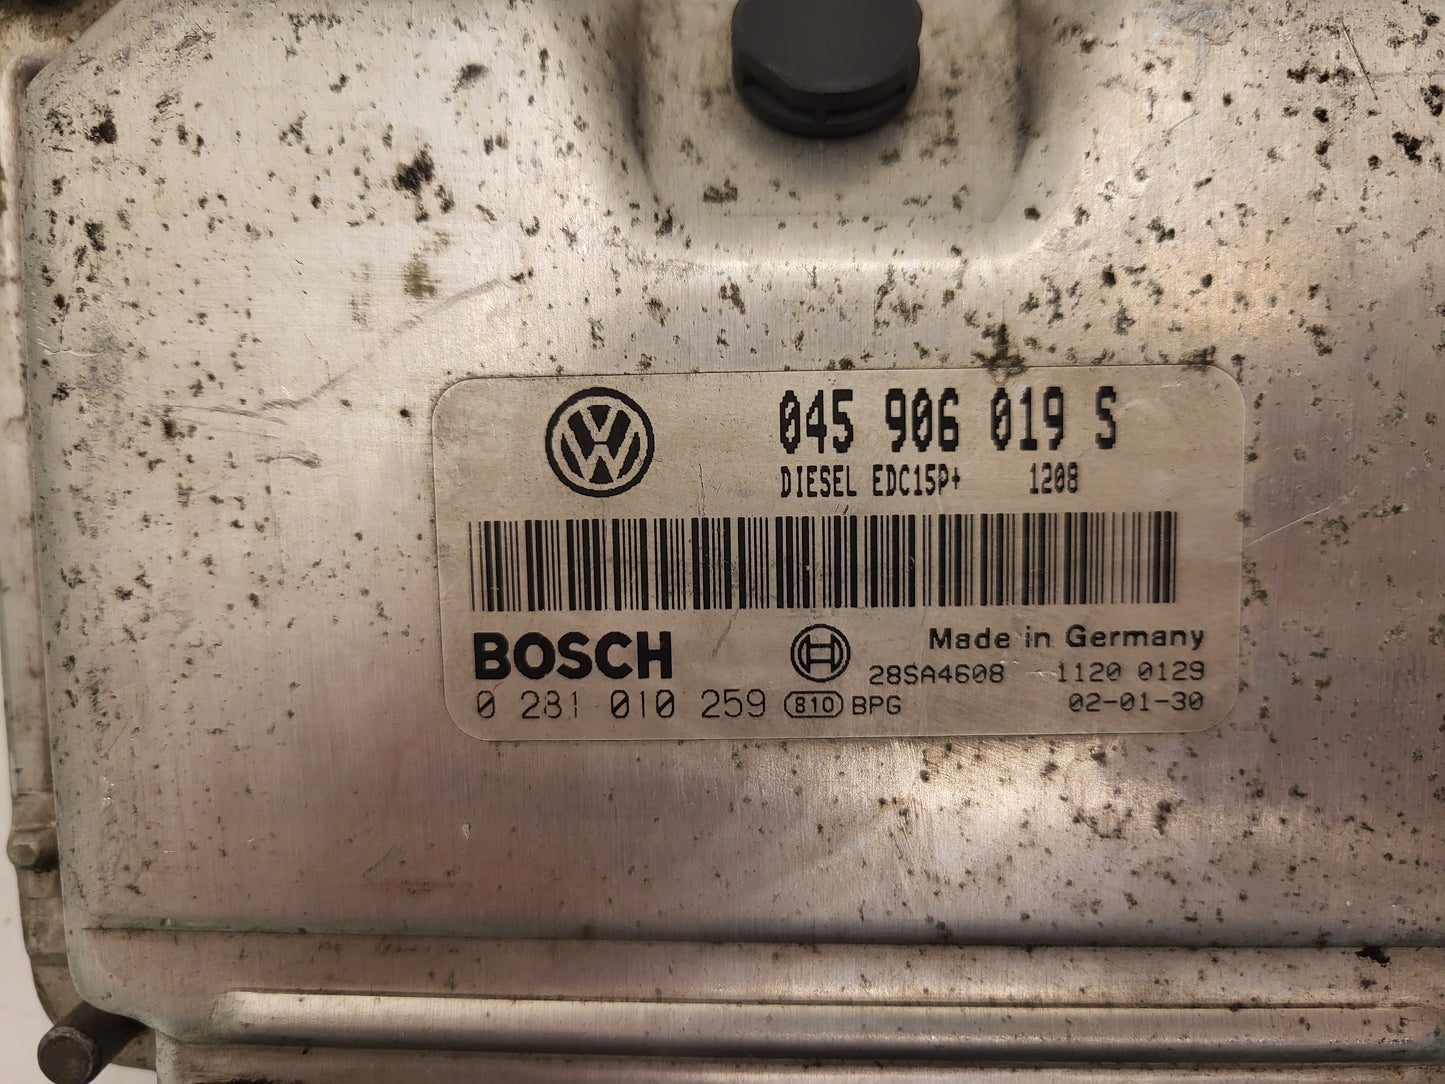 045 906 019 S
DIESEL EDC15P+ 1208
BOSCH
Made in Germany
28SA4608 1120 0129
0 281 010 259 810 BPG 02-01-30